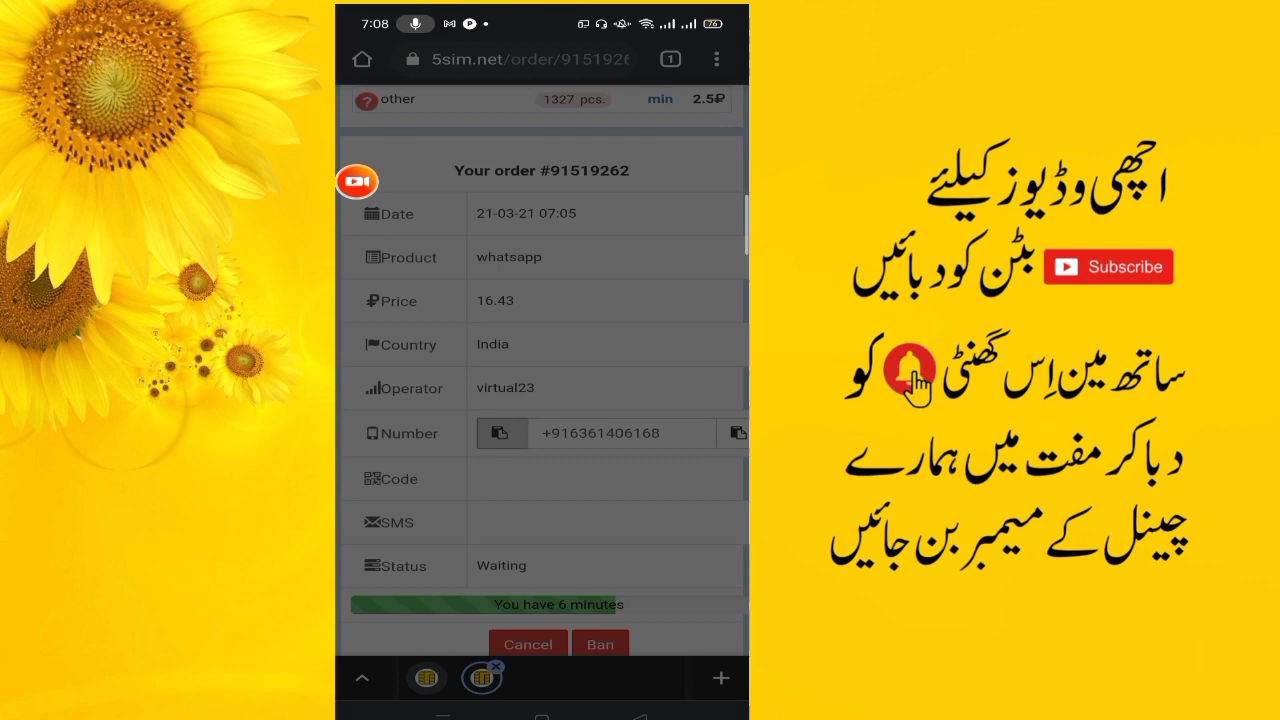 7:08
76
5sim.net/order/9151926
1
other 1327 pcs. min 2.5₽
Your order #91519262
Date 21-03-21 07:05
Product whatsapp
Price 16.43
Country India
Operator virtual23
Number +916361406168
Code
SMS
Status Waiting
You have 6 minutes
Cancel Ban
اچھی وڈیوز کیلئے
Subscribe بٹن کو دبائیں
ساتھ مین اِس گھنٹی کو
دبا کر مفت میں ہمارے
چینل کے میمبر بن جائیں